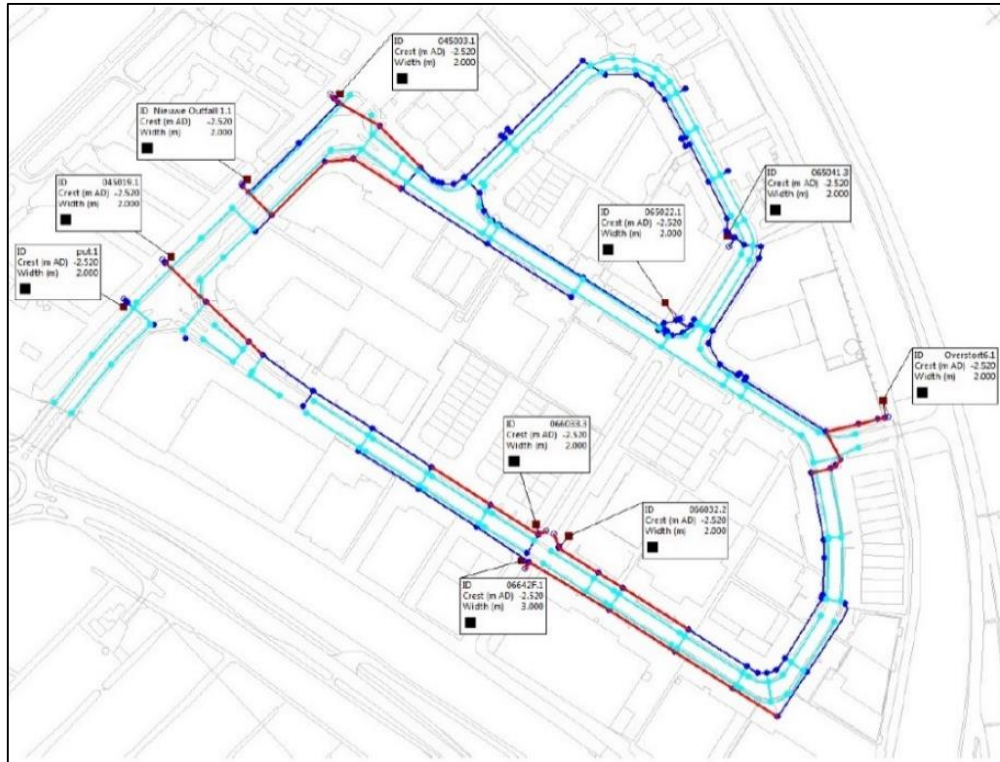 ID 045003.1
Crest (m AD) -2.520
Width (m) 2.000
ID Nieuwe Outfall 1.1
Crest (m AD) -2.520
Width (m) 2.000
ID 045019.1
Crest (m AD) -2.520
Width (m) 2.000
ID put.1
Crest (m AD) -2.520
Width (m) 2.000
ID 065041.3
Crest (m AD) -2.520
Width (m) 2.000
ID 065022.1
Crest (m AD) -2.520
Width (m) 2.000
ID Overstort6.1
Crest (m AD) -2.520
Width (m) 2.000
ID 066033.3
Crest (m AD) -2.520
Width (m) 2.000
ID 066032.2
Crest (m AD) -2.520
Width (m) 2.000
ID 06642F.1
Crest (m AD) -2.520
Width (m) 3.000